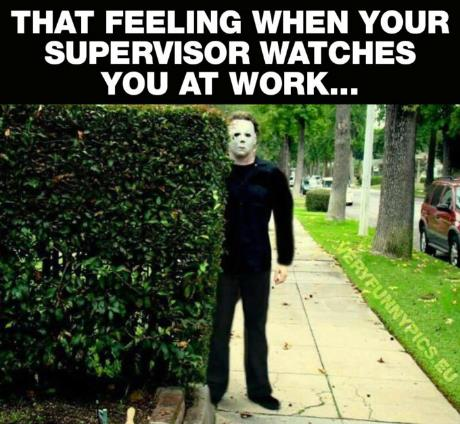 THAT FEELING WHEN YOUR
SUPERVISOR WATCHES
YOU AT WORK...
VERYFUNNYPICS.EU